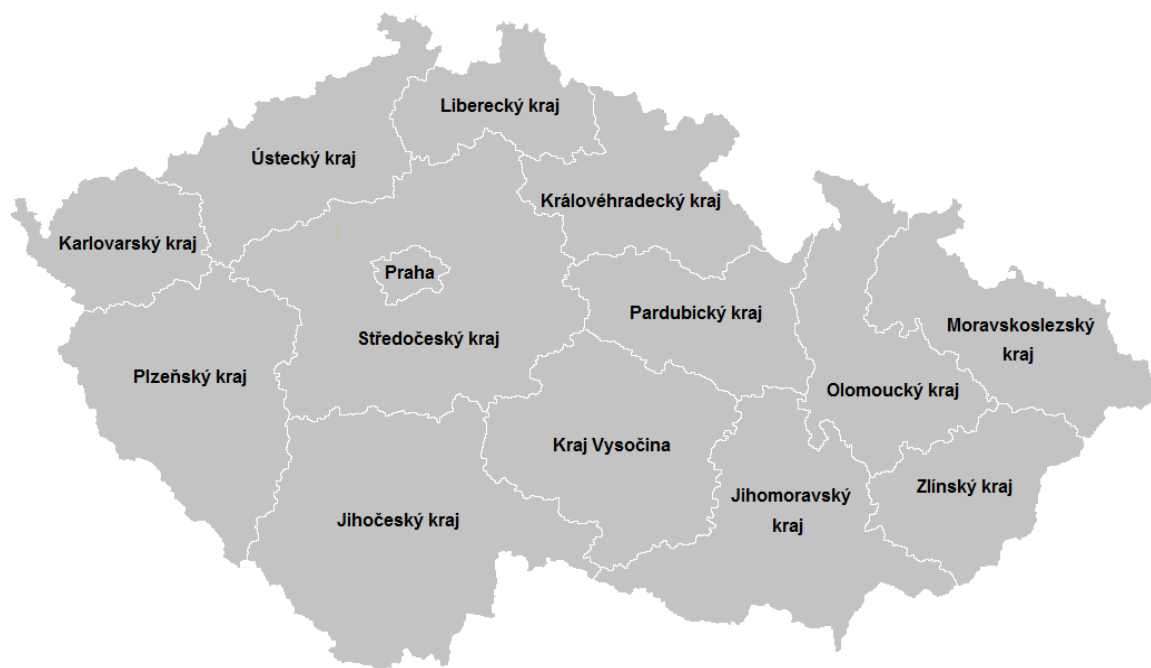 Liberecký kraj
Ústecký kraj
Královéhradecký kraj
Karlovarský kraj
Praha
Pardubický kraj
Středočeský kraj
Moravskoslezský
kraj
Plzeňský kraj
Olomoucký kraj
Kraj Vysočina
Zlínský kraj
Jihomoravský
kraj
Jihočeský kraj